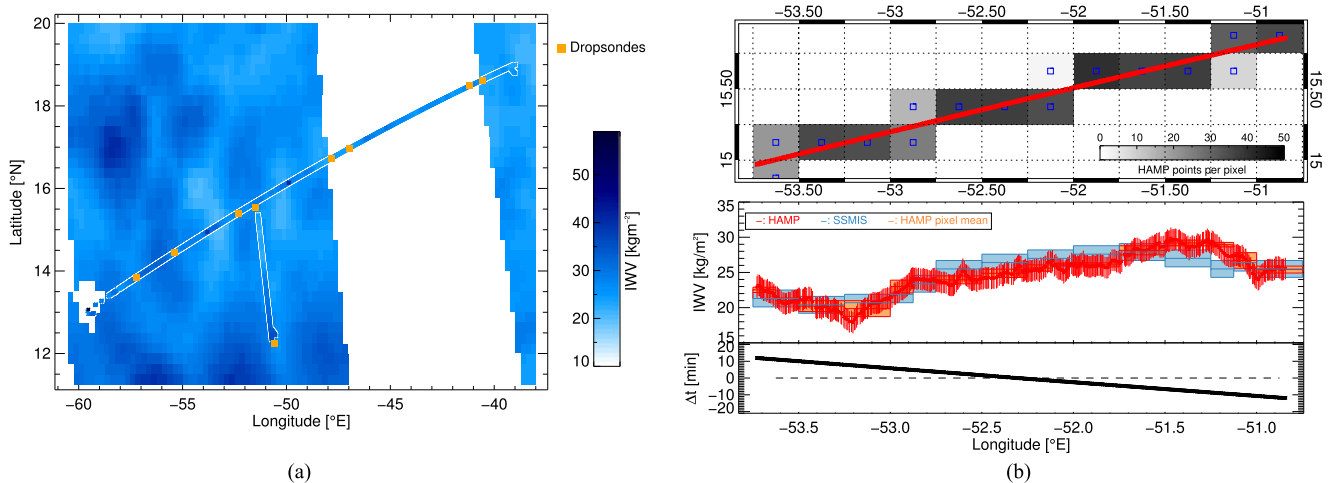 20
18
16
14
12
Latitude [°N]
−60
−55
−50
−45
−40
Longitude [°E]
Dropsondes
50
40
30
20
10
IWV [kgm⁻²]
(a)
−53.50 −53 −52.50 −52 −51.50 −51
15.50
15
15.50
15
0 10 20 30 40 50
HAMP points per pixel
−53.50 −53 −52.50 −52 −51.50 −51
−: HAMP −: SSMIS −: HAMP pixel mean
35
30
25
20
15
IWV [kg/m²]
20
10
0
−10
−20
Δt [min]
−53.5 −53.0 −52.5 −52.0 −51.5 −51.0
Longitude [°E]
(b)